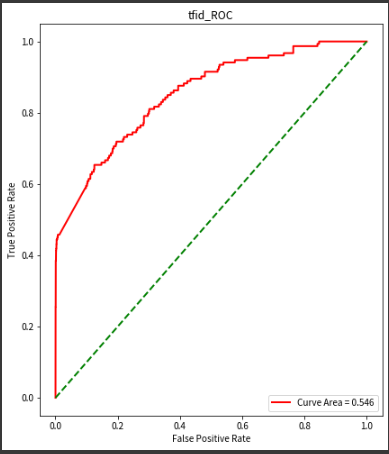 tfid_ROC
1.0
0.8
0.6
0.4
0.2
0.0
True Positive Rate
0.0 0.2 0.4 0.6 0.8 1.0
False Positive Rate
Curve Area = 0.546